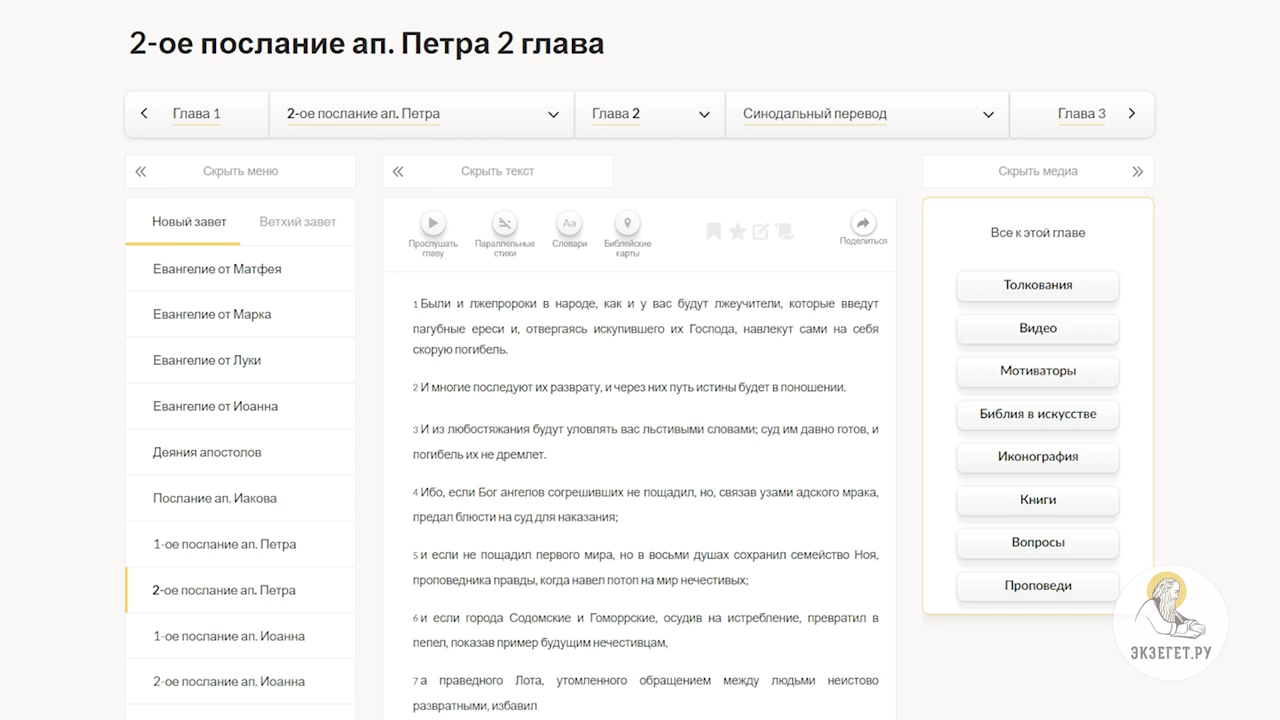 2-ое послание ап. Петра 2 глава
Глава 1
2-ое послание ап. Петра
Глава 2
Синодальный перевод
Глава 3
Скрыть меню
Скрыть текст
Скрыть медиа
Новый завет
Ветхий завет
Евангелие от Матфея
Евангелие от Марка
Евангелие от Луки
Евангелие от Иоанна
Деяния апостолов
Послание ап. Иакова
1-ое послание ап. Петра
2-ое послание ап. Петра
1-ое послание ап. Иоанна
2-ое послание ап. Иоанна
Прослушать
главу
Параллельные
стихи
Aa
Словари
Библейские
карты
Поделиться
1 Были и лжепророки в народе, как и у вас будут лжеучители, которые введут
пагубные ереси и, отвергаясь искупившего их Господа, навлекут сами на себя
скорую погибель.
2 И многие последуют их разврату, и через них путь истины будет в поношении.
3 И из любостяжания будут уловлять вас льстивыми словами; суд им давно готов, и
погибель их не дремлет.
4 Ибо, если Бог ангелов согрешивших не пощадил, но, связав узами адского мрака,
предал блюсти на суд для наказания;
5 и если не пощадил первого мира, но в восьми душах сохранил семейство Ноя,
проповедника правды, когда навел потоп на мир нечестивых;
6 и если города Содомские и Гоморрские, осудив на истребление, превратил в
пепел, показав пример будущим нечестивцам,
7 а праведного Лота, утомленного обращением между людьми неистово
развратными, избавил
Все к этой главе
Толкования
Видео
Мотиваторы
Библия в искусстве
Иконография
Книги
Вопросы
Проповеди
ЭКЗЕГЕТ.РУ